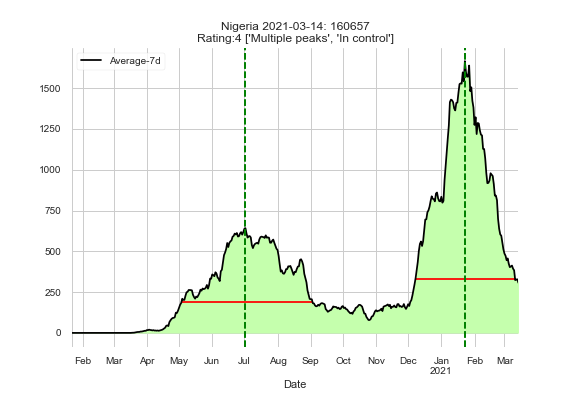 Nigeria 2021-03-14: 160657
Rating:4 ['Multiple peaks', 'In control']
Average-7d
1500
1250
1000
750
500
250
0
Feb Mar Apr May Jun Jul Aug Sep Oct Nov Dec Jan Feb Mar
2021
Date